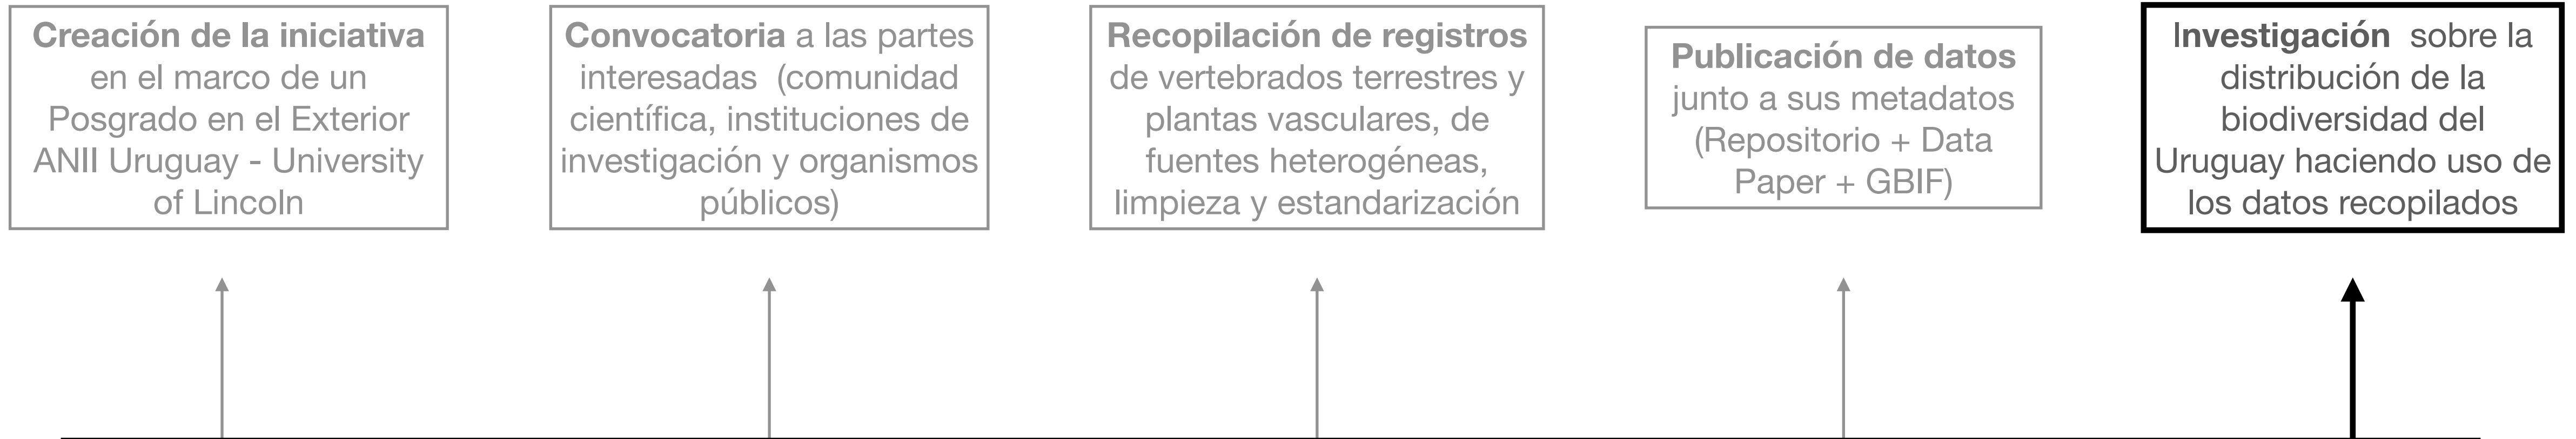 Creación de la iniciativa
en el marco de un
Posgrado en el Exterior
ANII Uruguay - University
of Lincoln
Convocatoria a las partes
interesadas (comunidad
científica, instituciones de
investigación y organismos
públicos)
Recopilación de registros
de vertebrados terrestres y
plantas vasculares, de
fuentes heterogéneas,
limpieza y estandarización
Publicación de datos
junto a sus metadatos
(Repositorio + Data
Paper + GBIF)
Investigación sobre la
distribución de la
biodiversidad del
Uruguay haciendo uso de
los datos recopilados